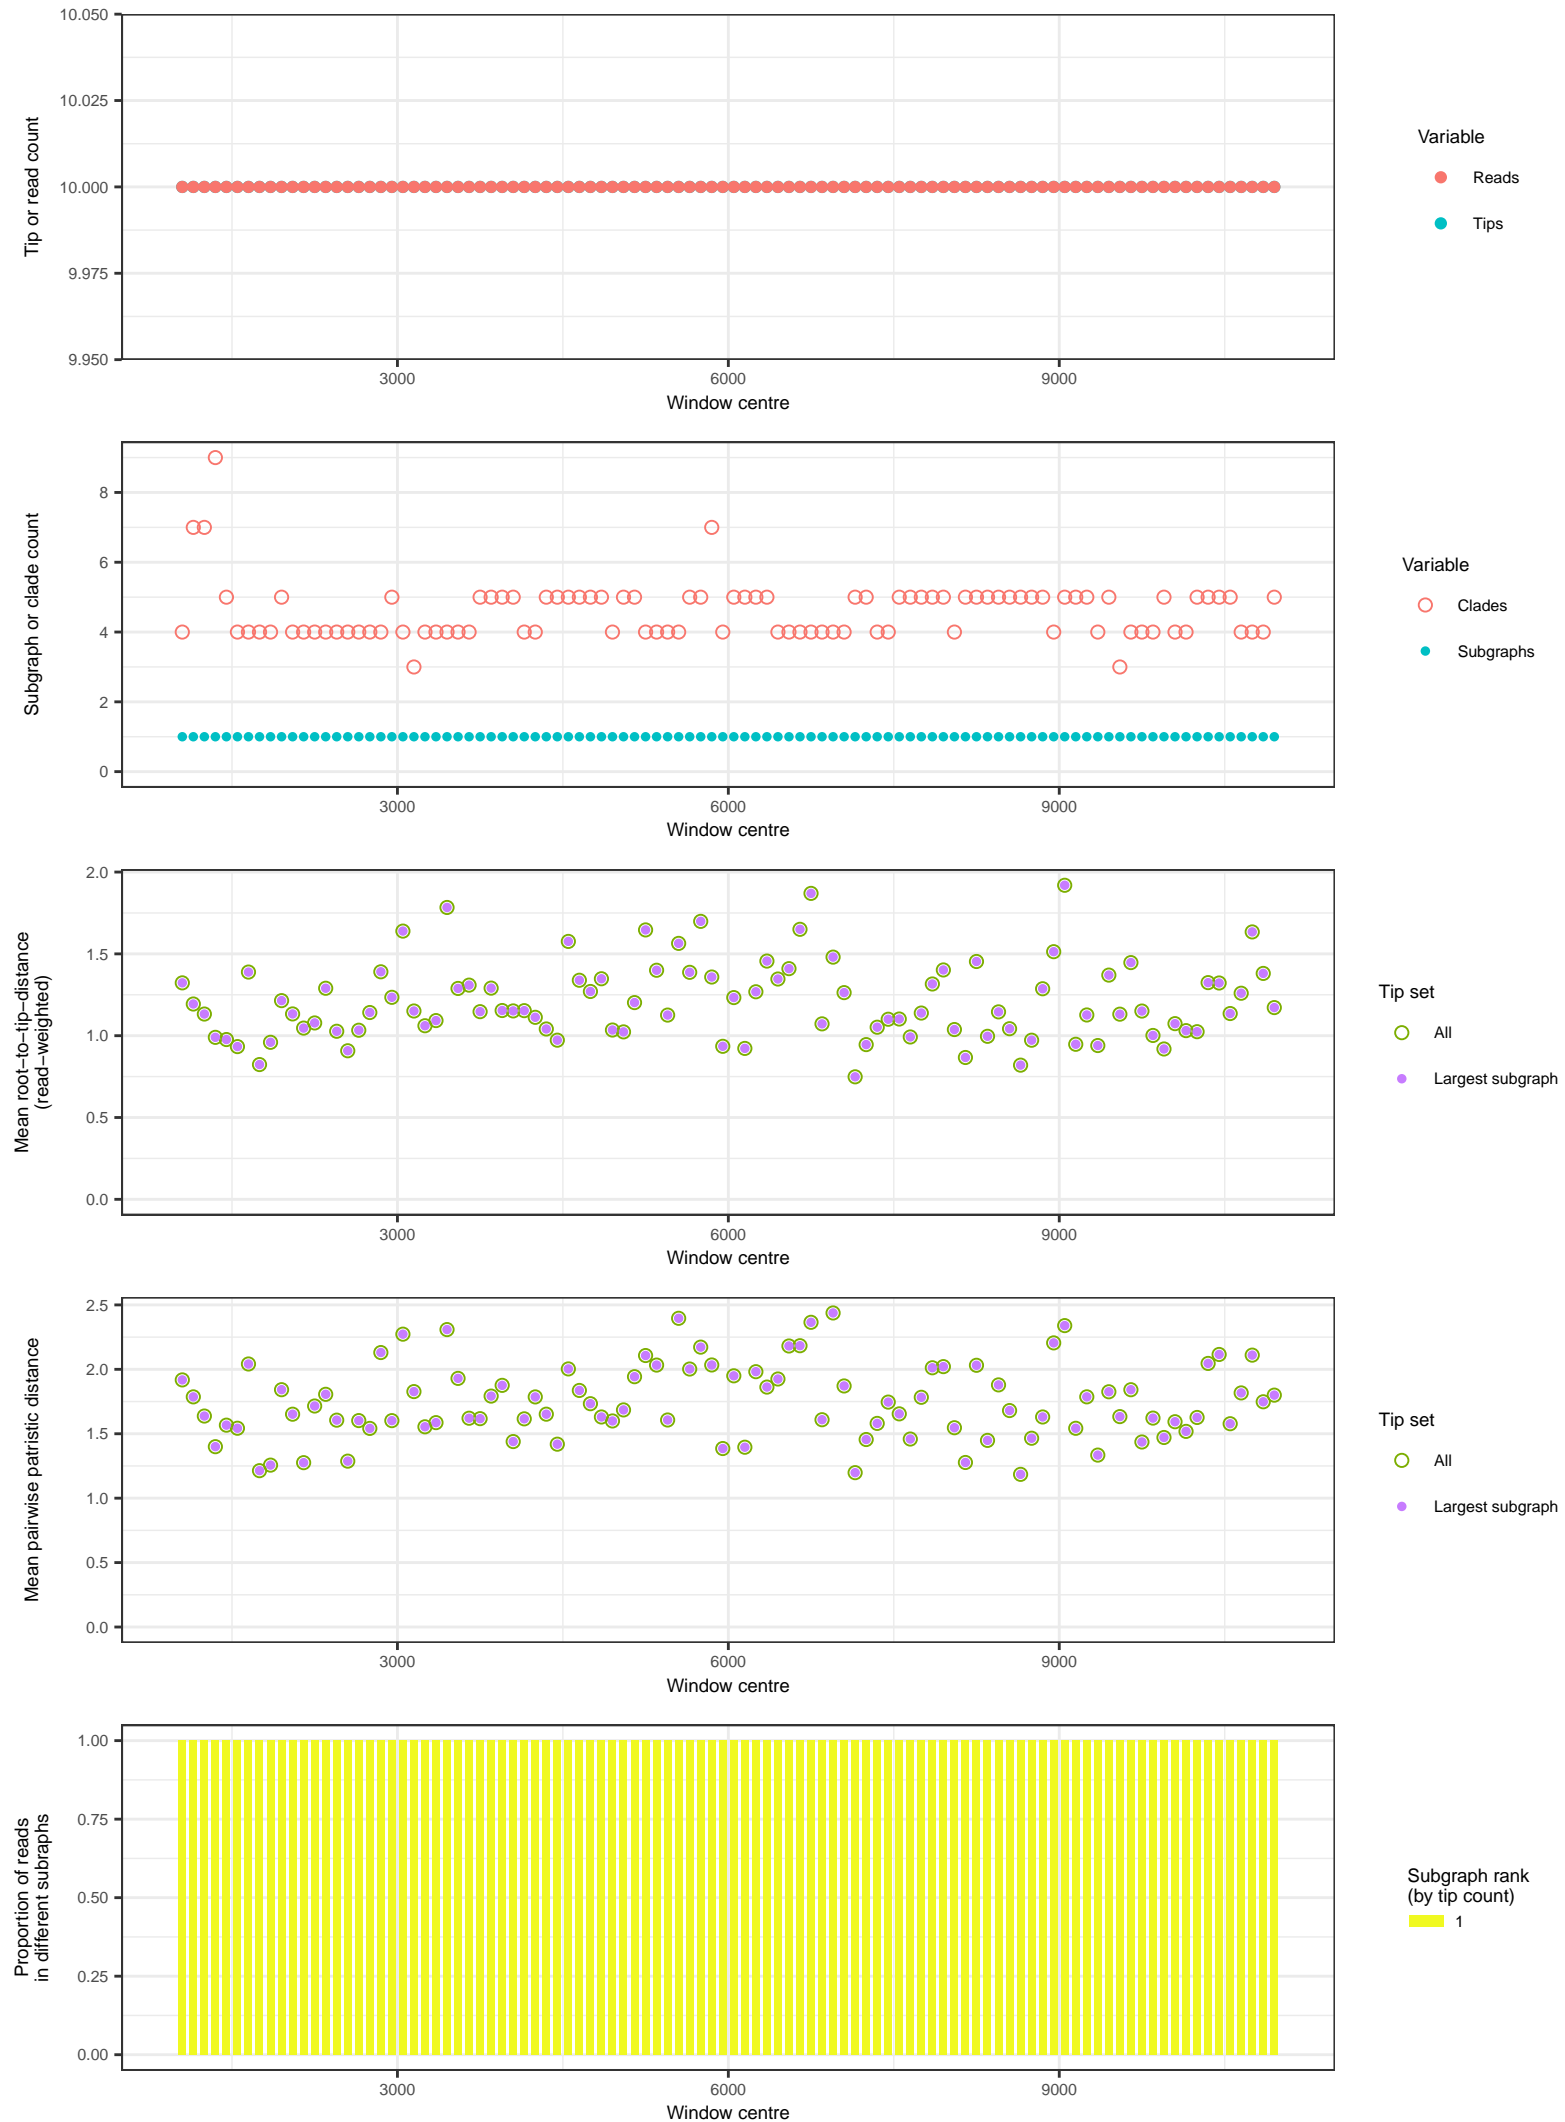 10.050
10.025
10.000
9.975
9.950
Tip or read count
3000 6000 9000
Window centre
Variable
Reads
Tips
8
6
4
2
0
Subgraph or clade count
3000 6000 9000
Window centre
Variable
Clades
Subgraphs
2.0
1.5
1.0
0.5
0.0
Mean root−to−tip−distance
(read−weighted)
3000 6000 9000
Window centre
Tip set
All
Largest subgraph
2.5
2.0
1.5
1.0
0.5
0.0
Mean pairwise patristic distance
3000 6000 9000
Window centre
Tip set
All
Largest subgraph
1.00
0.75
0.50
0.25
0.00
Proportion of reads
in different subraphs
3000 6000 9000
Window centre
Subgraph rank
(by tip count)
1